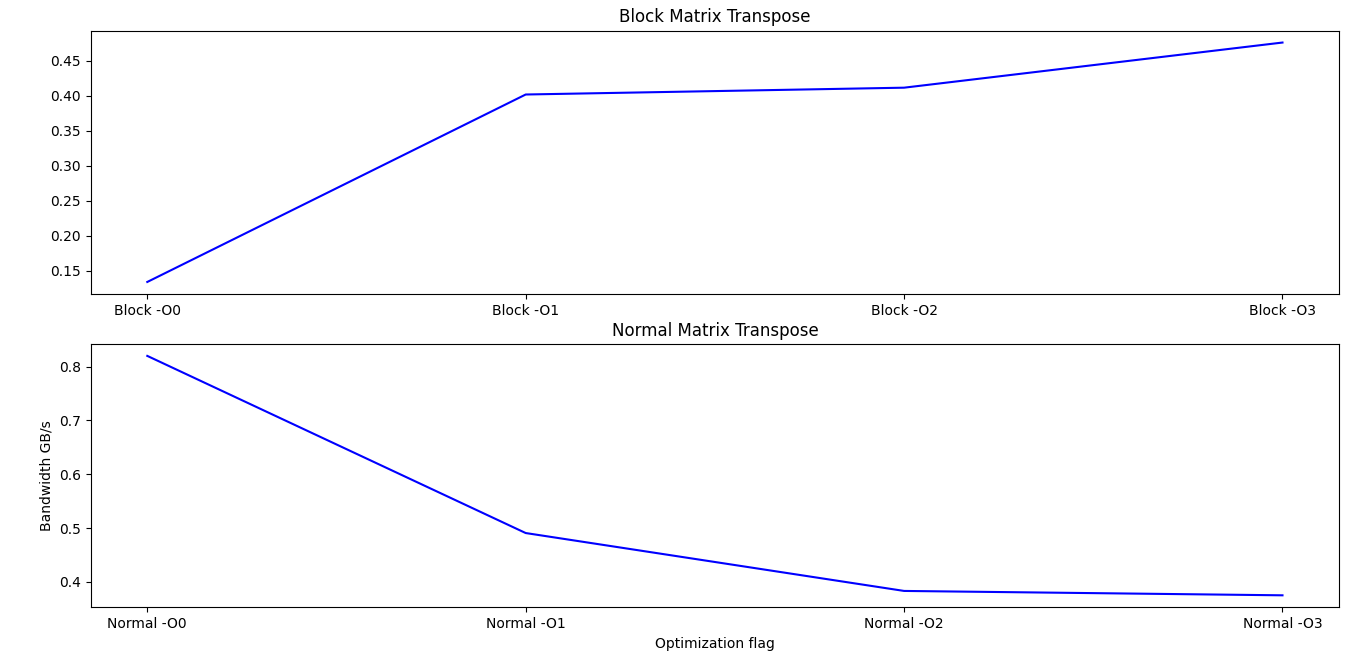 Block Matrix Transpose
0.45
0.40
0.35
0.30
0.25
0.20
0.15
Block -O0 Block -O1 Block -O2 Block -O3
Normal Matrix Transpose
0.8
0.7
0.6
0.5
0.4
Bandwidth GB/s
Normal -O0 Normal -O1 Normal -O2 Normal -O3
Optimization flag